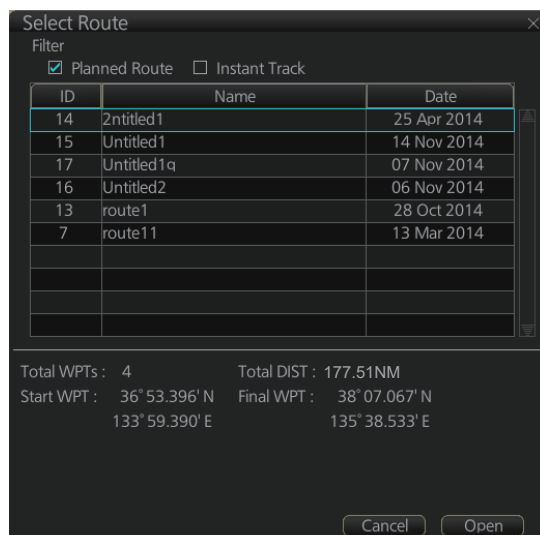 Select Route
Filter
Planned Route Instant Track
ID Name Date
14 2ntitled1 25 Apr 2014
15 Untitled1 14 Nov 2014
17 Untitled1q 07 Nov 2014
16 Untitled2 06 Nov 2014
13 route1 28 Oct 2014
7 route11 13 Mar 2014
Total WPTs : 4 Total DIST : 177.51NM
Start WPT : 36° 53.396' N Final WPT : 38° 07.067' N
133° 59.390' E 135° 38.533' E
Cancel Open